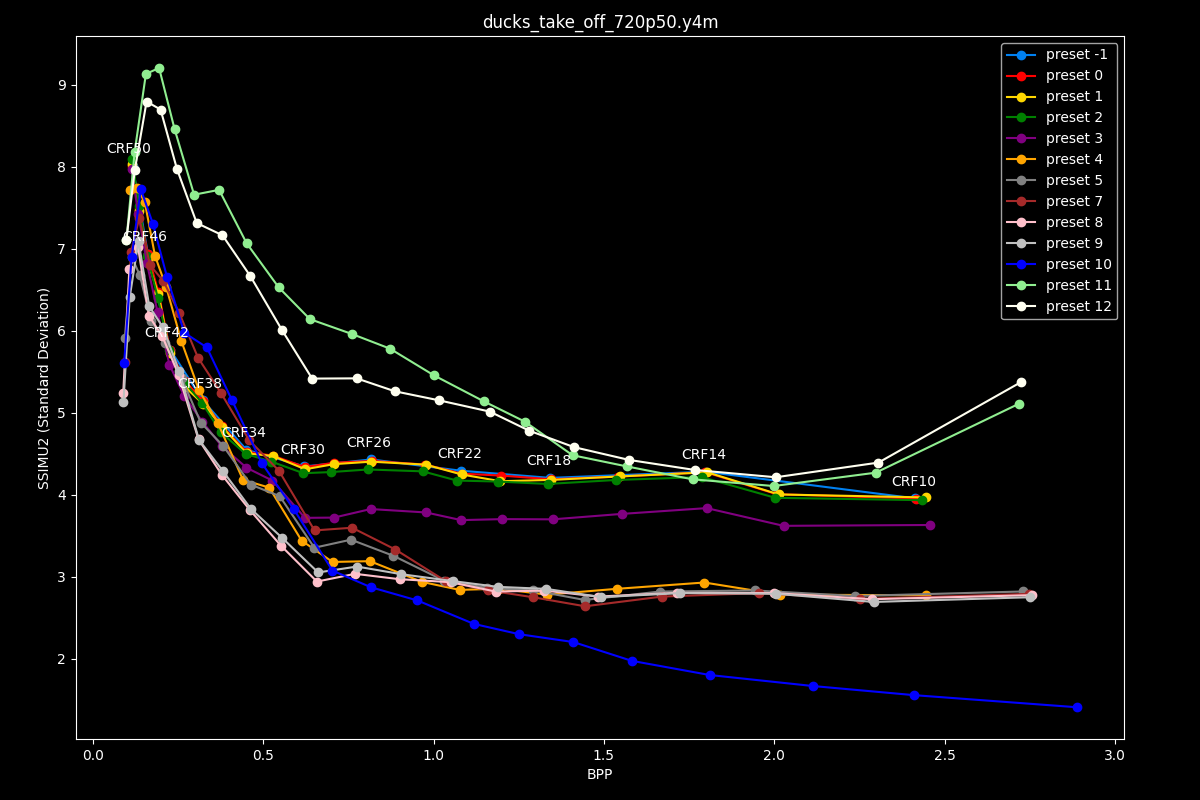 ducks_take_off_720p50.y4m
preset -1
preset 0
preset 1
preset 2
preset 3
preset 4
preset 5
preset 7
preset 8
preset 9
preset 10
preset 11
preset 12
SSIMU2 (Standard Deviation)
9
8
7
6
5
4
3
2
CRF50
CRF46
CRF42
CRF38
CRF34
CRF30
CRF26
CRF22
CRF18
CRF14
CRF10
0.0
0.5
1.0
1.5
2.0
2.5
3.0
BPP